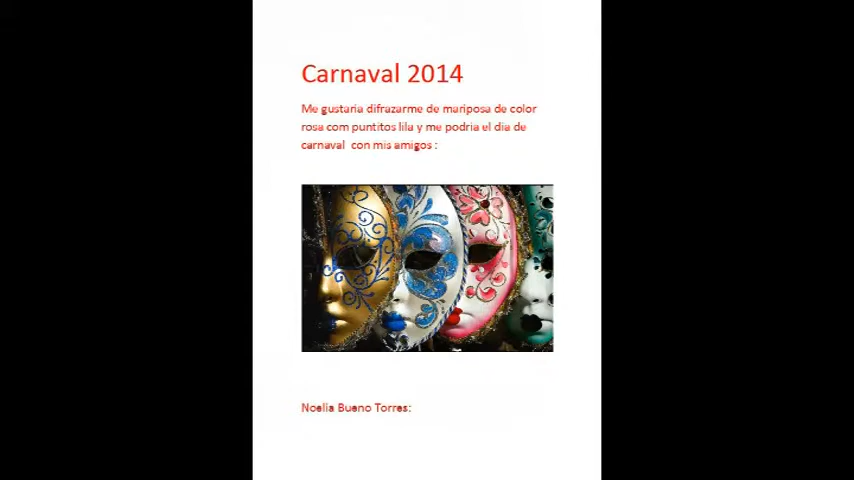 Carnaval 2014
Me gustaria difrazarme de mariposa de color
rosa com puntitos lila y me podria el dia de
carnaval con mis amigos :
Noelia Bueno Torres: